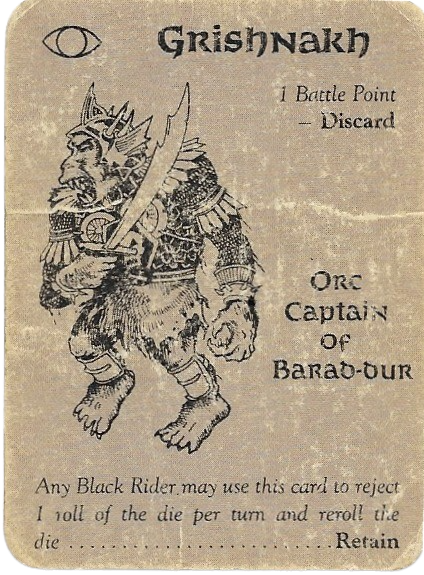 Grishnakh
1 Battle Point
– Discard
Orc
Captain
Of
Barad-dur
Any Black Rider may use this card to reject
1 roll of the die per turn and reroll the
die ................................Retain